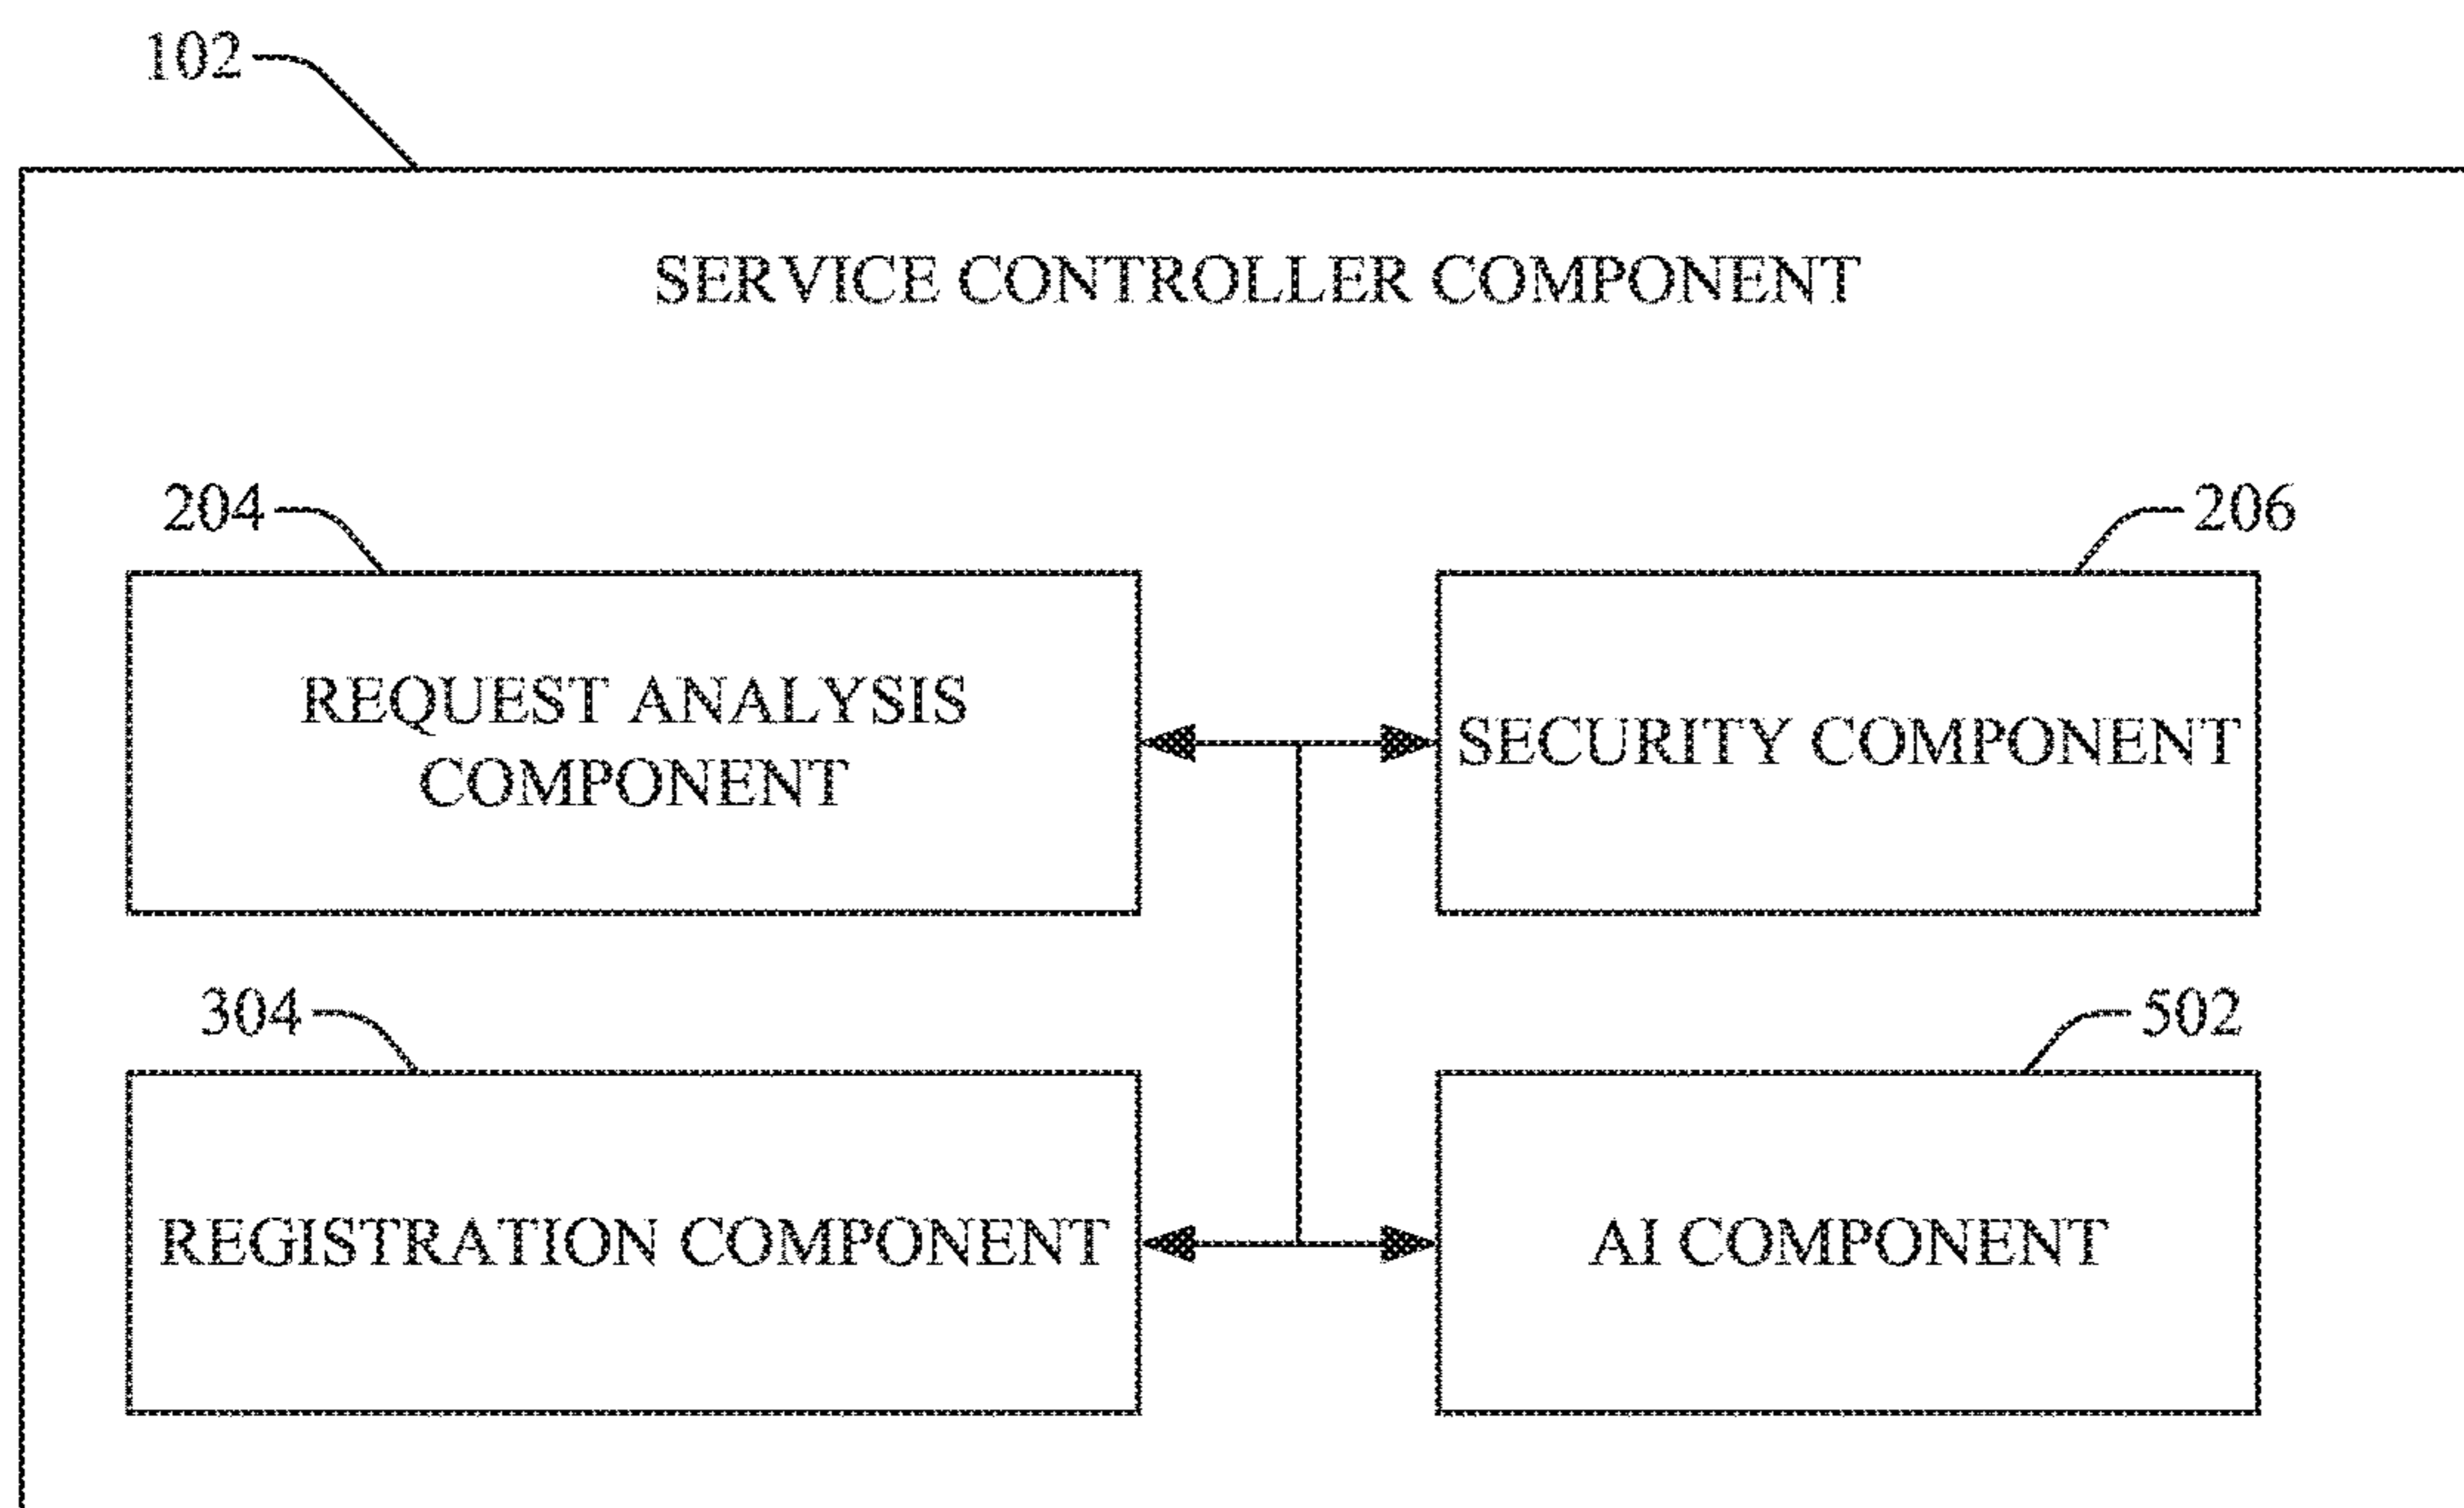 102
SERVICE CONTROLLER COMPONENT
204
206
REQUEST ANALYSIS
COMPONENT
SECURITY COMPONENT
304
502
REGISTRATION COMPONENT
AI COMPONENT